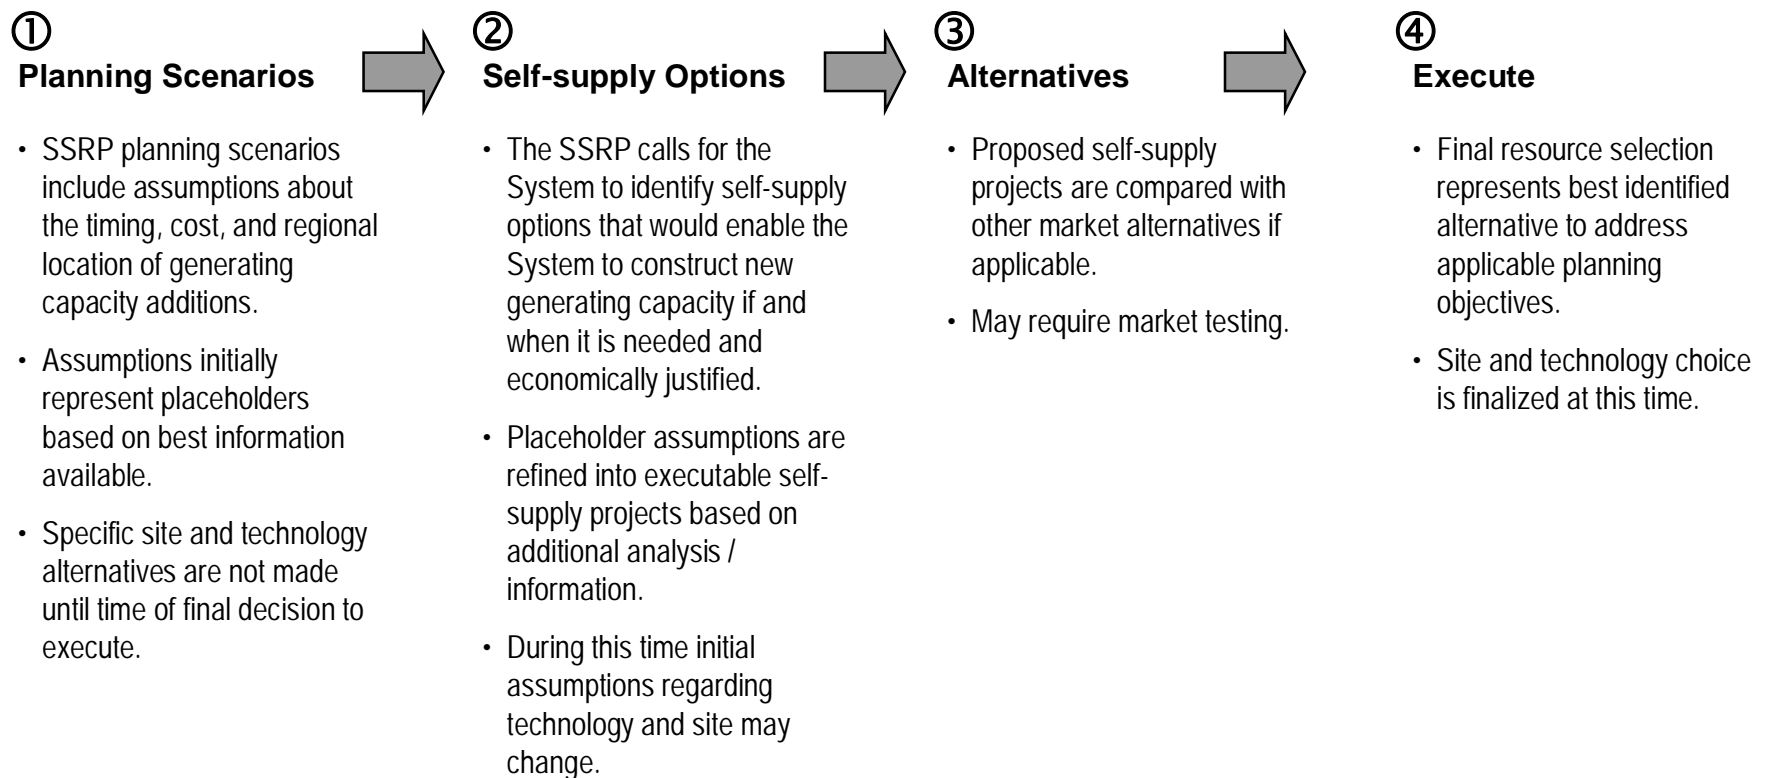 ①
Planning Scenarios
• SSRP planning scenarios
include assumptions about
the timing, cost, and regional
location of generating
capacity additions.
• Assumptions initially
represent placeholders
based on best information
available.
• Specific site and technology
alternatives are not made
until time of final decision to
execute.
②
Self-supply Options
• The SSRP calls for the
System to identify self-supply
options that would enable the
System to construct new
generating capacity if and
when it is needed and
economically justified.
• Placeholder assumptions are
refined into executable self-
supply projects based on
additional analysis /
information.
• During this time initial
assumptions regarding
technology and site may
change.
③
Alternatives
• Proposed self-supply
projects are compared with
other market alternatives if
applicable.
• May require market testing.
④
Execute
• Final resource selection
represents best identified
alternative to address
applicable planning
objectives.
• Site and technology choice
is finalized at this time.